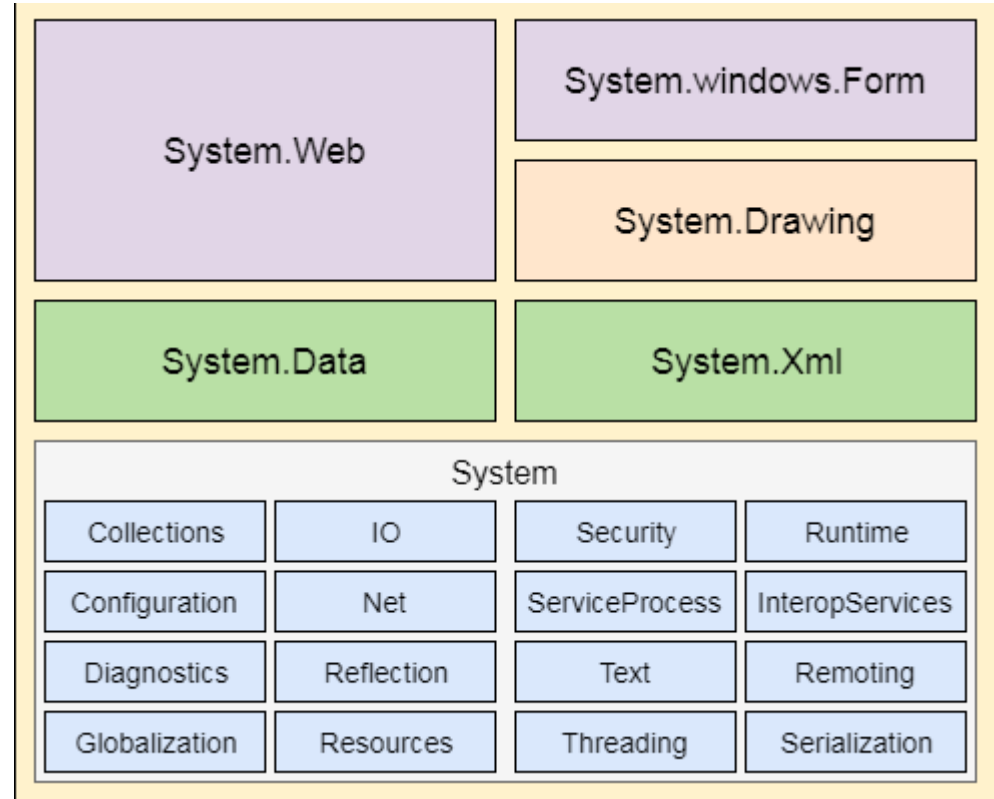 System.Web
System.windows.Form
System.Drawing
System.Data
System.Xml
System
Collections
IO
Security
Runtime
Configuration
Net
ServiceProcess
InteropServices
Diagnostics
Reflection
Text
Remoting
Globalization
Resources
Threading
Serialization